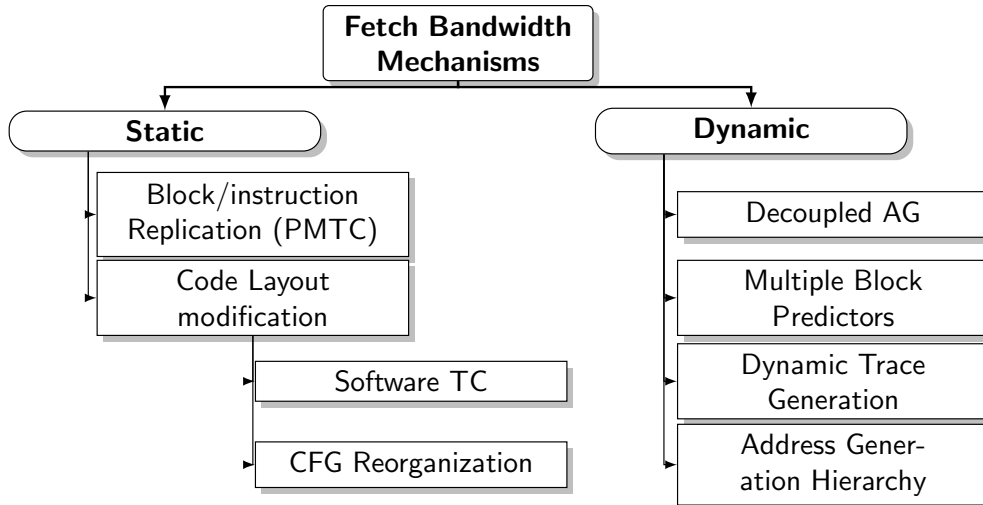 Fetch Bandwidth
Mechanisms
Static
Block/instruction
Replication (PMTC)
Code Layout
modification
Software TC
CFG Reorganization
Dynamic
Decoupled AG
Multiple Block
Predictors
Dynamic Trace
Generation
Address Gener-
ation Hierarchy